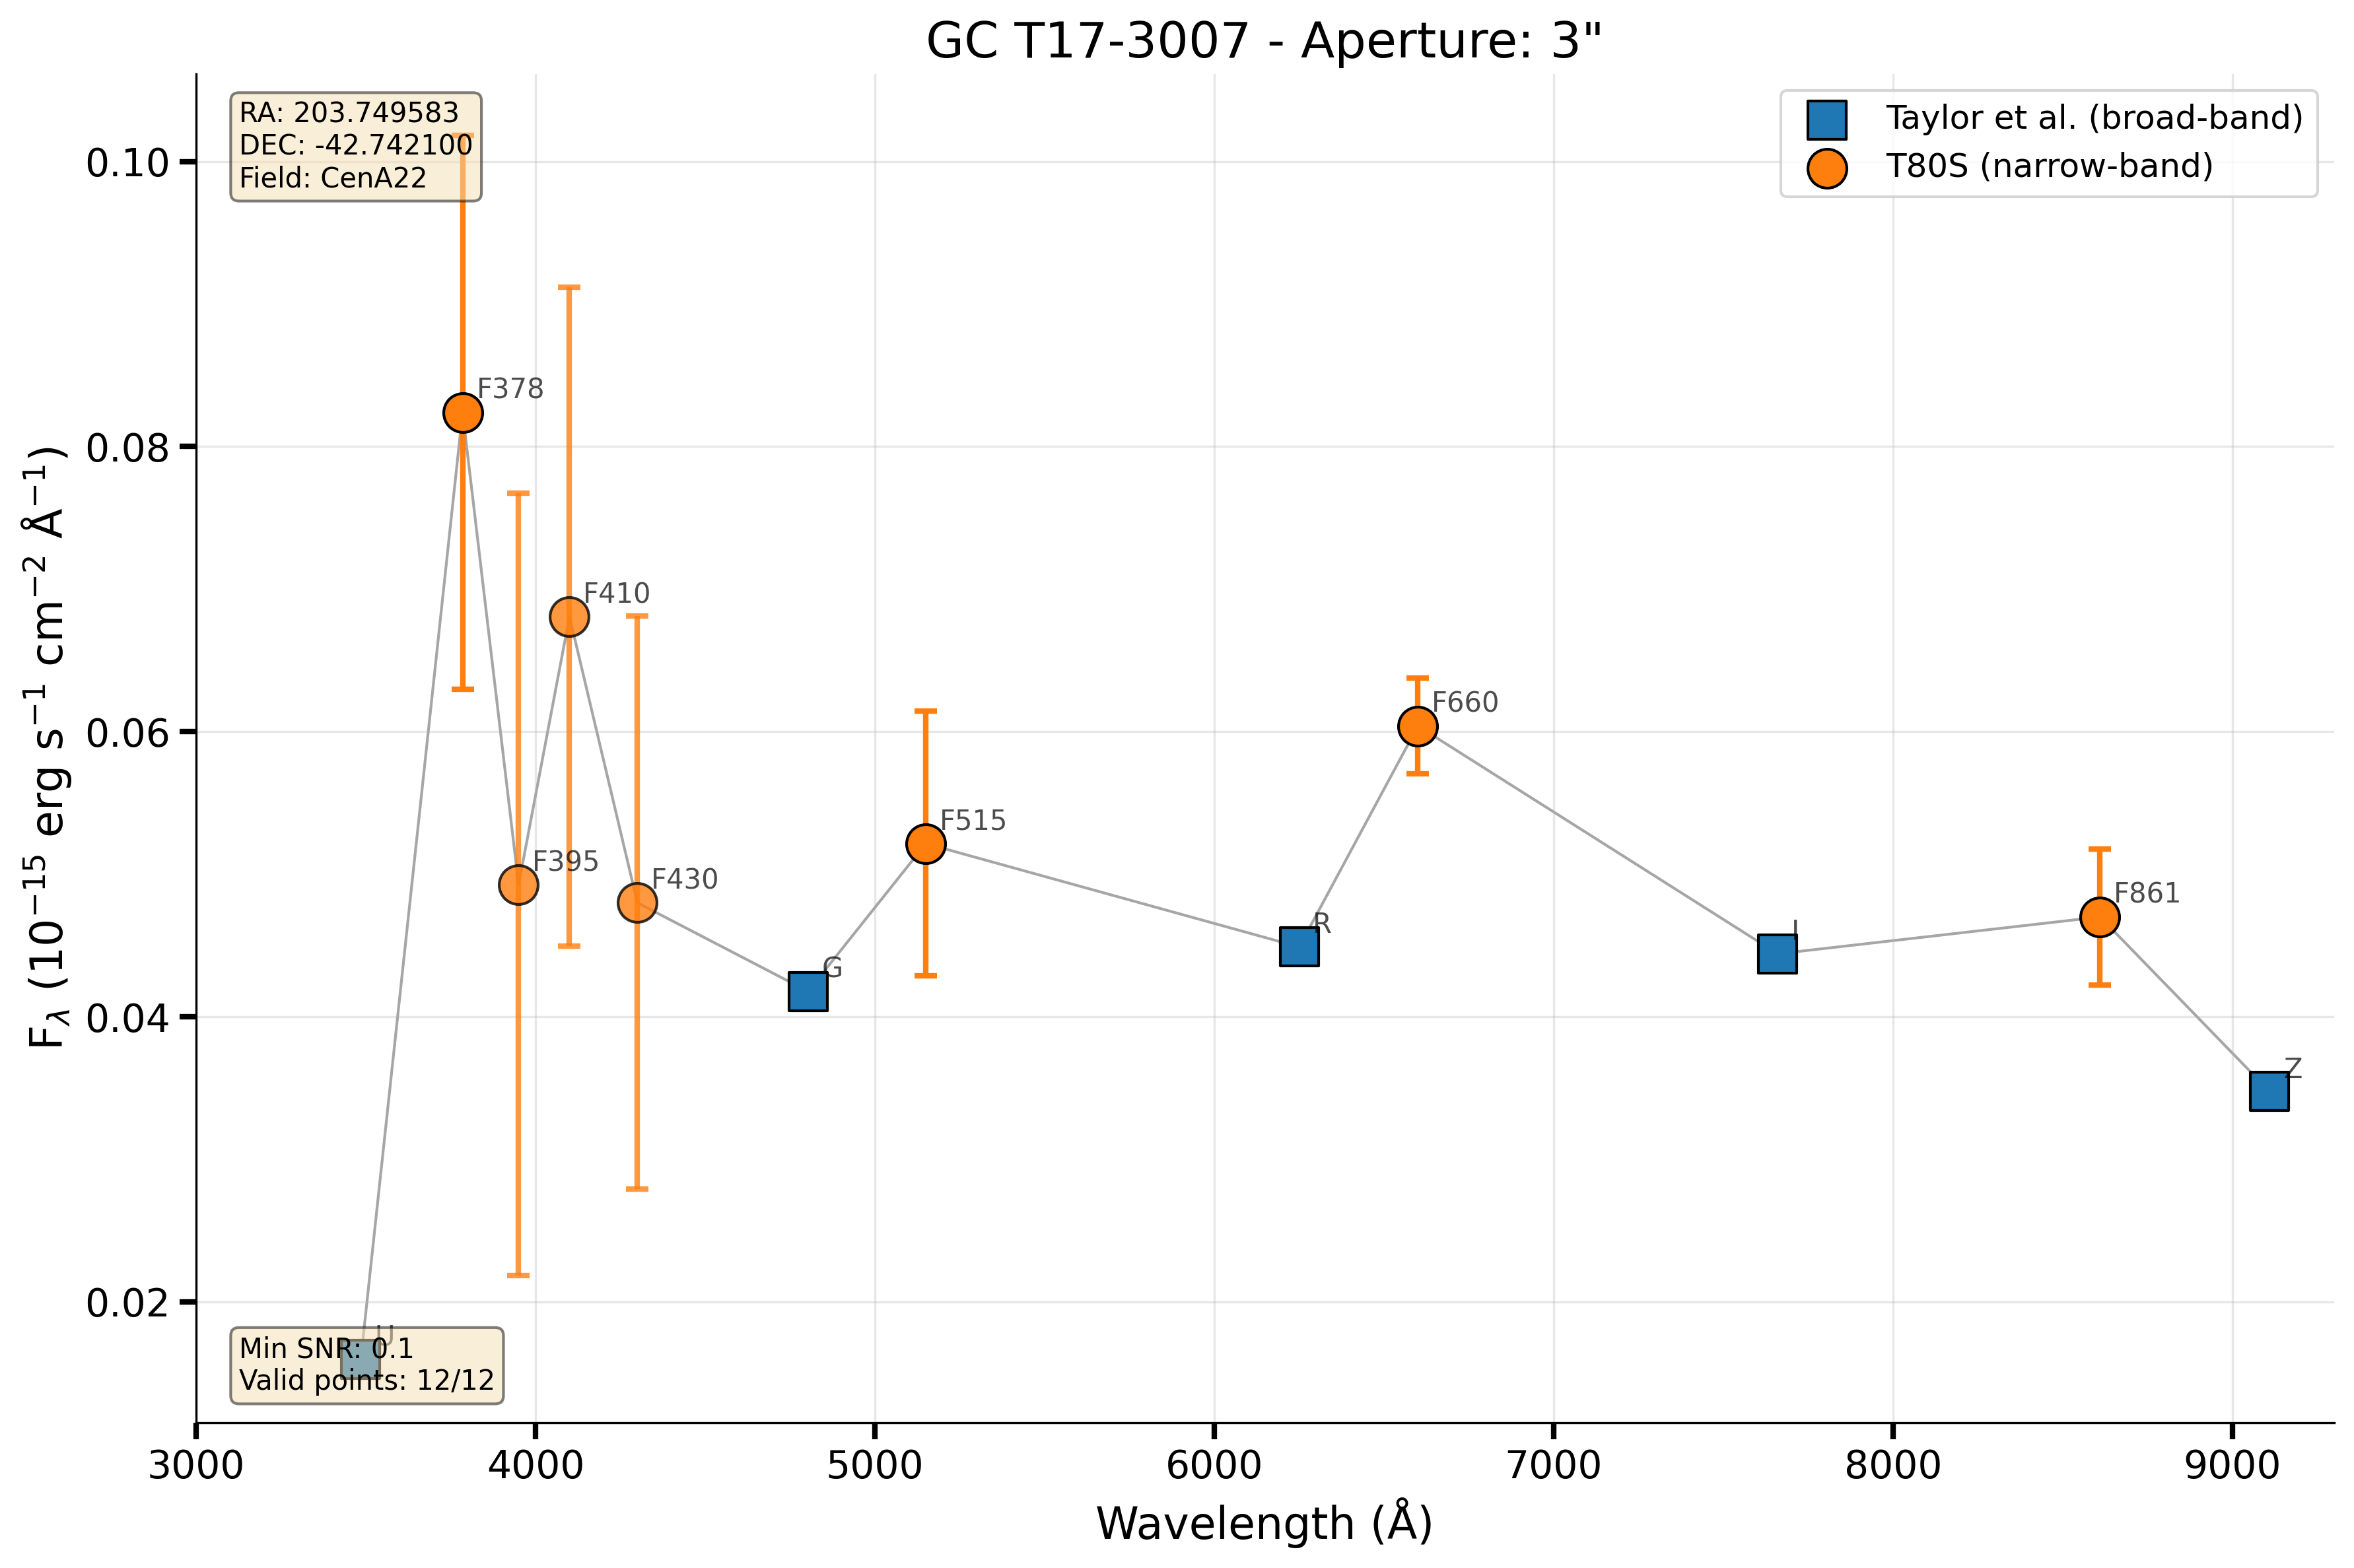 GC T17-3007 - Aperture: 3"
RA: 203.749583
DEC: -42.742100
Field: CenA22
Taylor et al. (broad-band)
T80S (narrow-band)
F378
F410
F395
F430
G
F515
R
F660
I
F861
Z
U
Min SNR: 0.1
Valid points: 12/12
0.10
0.08
0.06
0.04
0.02
F_λ (10⁻¹⁵ erg s⁻¹ cm⁻² Å⁻¹)
3000 4000 5000 6000 7000 8000 9000
Wavelength (Å)